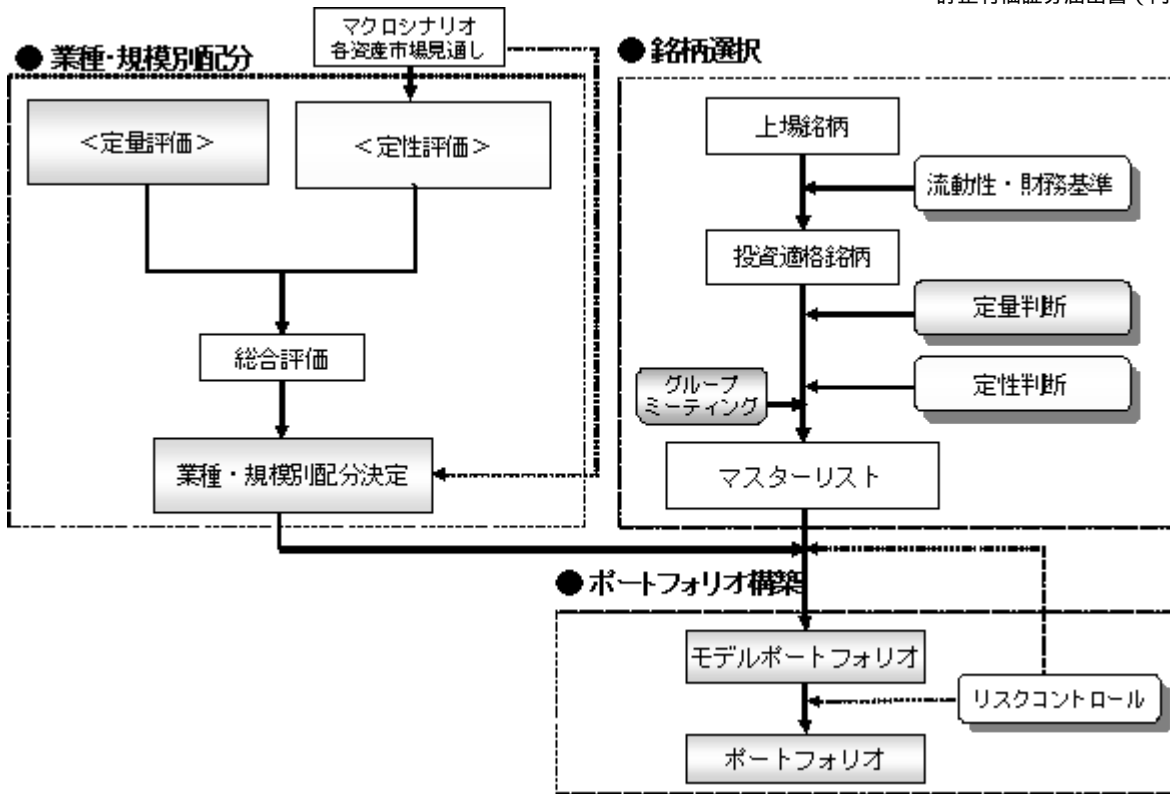 マクロシナリオ
各資産市場見通し
● 業種・規模別配分
＜定量評価＞
＜定性評価＞
総合評価
業種・規模別配分決定
● 銘柄選択
上場銘柄
流動性・財務基準
投資適格銘柄
定量判断
定性判断
グループ
ミーティング
マスターリスト
● ポートフォリオ構築
モデルポートフォリオ
リスクコントロール
ポートフォリオ